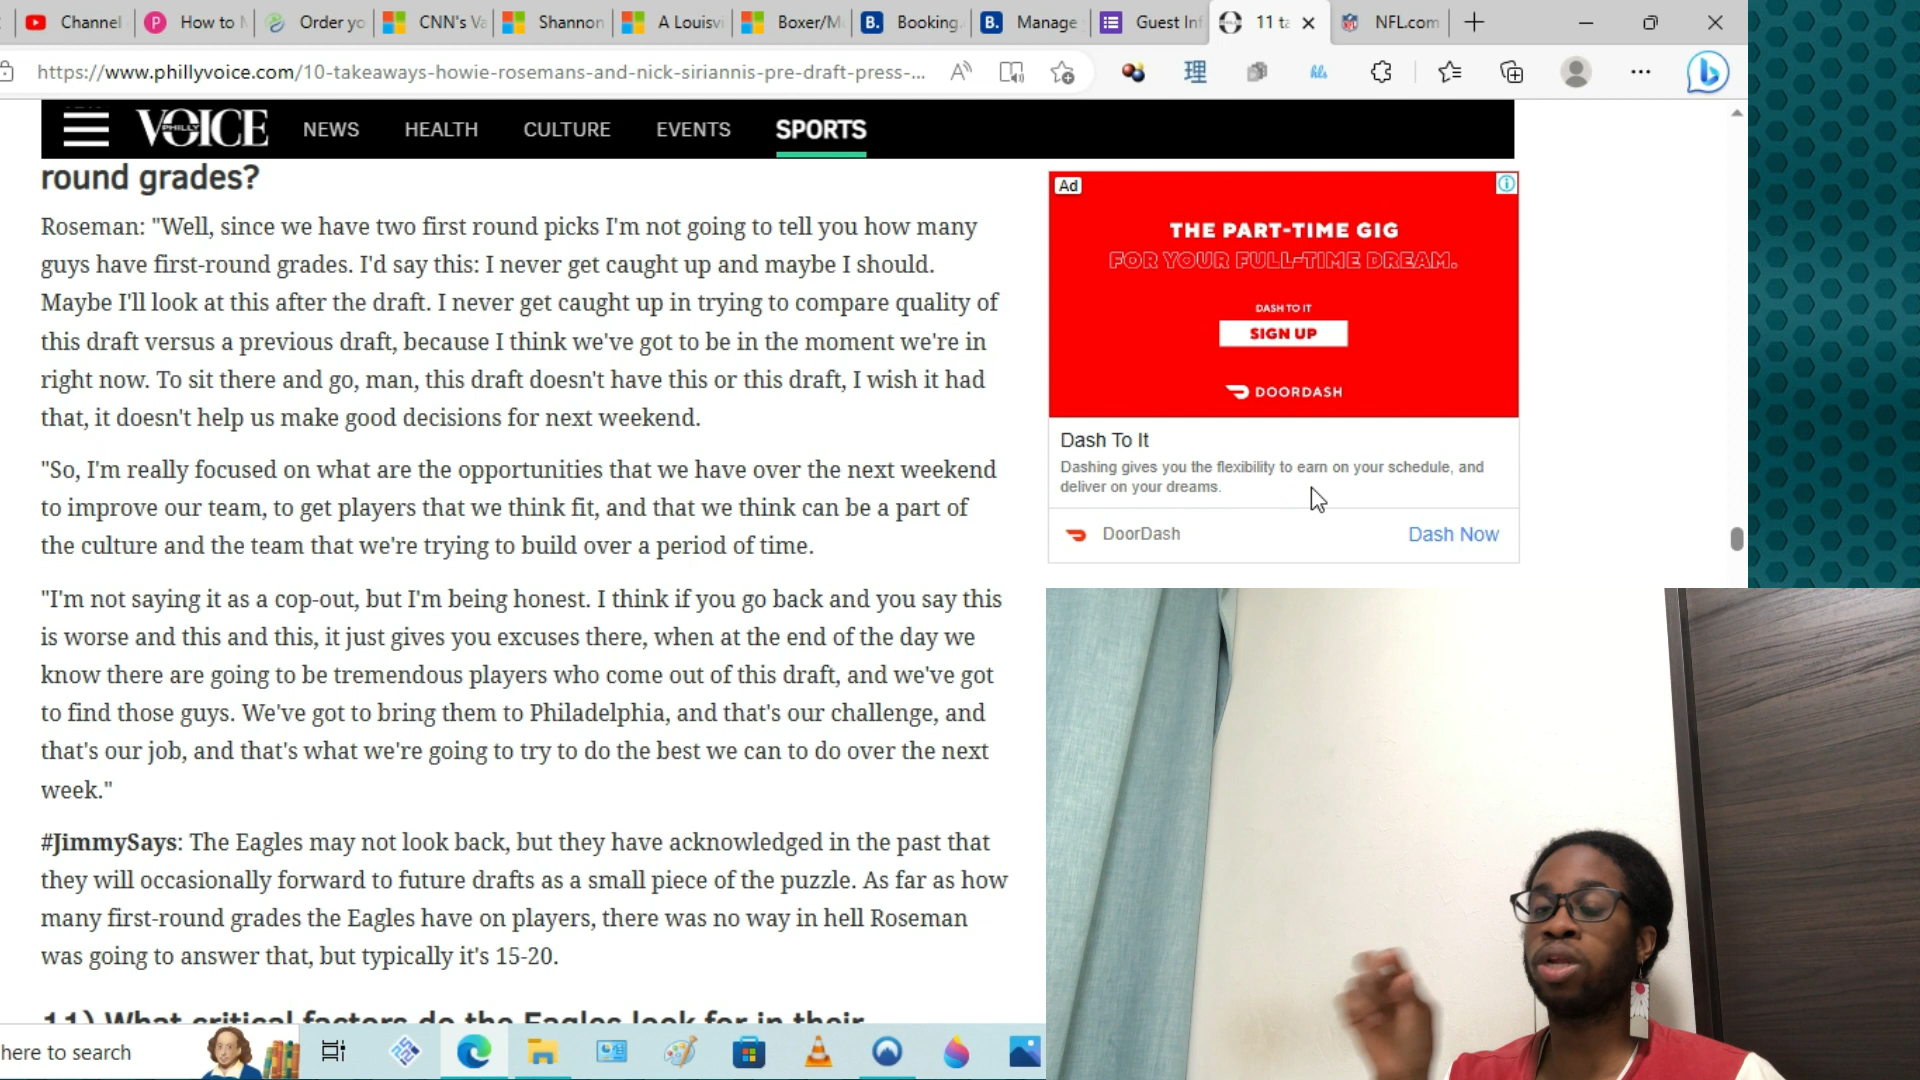 Channel
How to
Order yo
CNN's Va
Shannon
A Louisvi
Boxer/M
Booking.
Manage
Guest Inf
11 ta
NFL.com
https://www.phillyvoice.com/10-takeaways-howie-rosemans-and-nick-siriannis-pre-draft-press-...
理
hls
PHILLY VOICE
NEWS
HEALTH
CULTURE
EVENTS
SPORTS
round grades?
Roseman: "Well, since we have two first round picks I'm not going to tell you how many
guys have first-round grades. I'd say this: I never get caught up and maybe I should.
Maybe I'll look at this after the draft. I never get caught up in trying to compare quality of
this draft versus a previous draft, because I think we've got to be in the moment we're in
right now. To sit there and go, man, this draft doesn't have this or this draft, I wish it had
that, it doesn't help us make good decisions for next weekend.
"So, I'm really focused on what are the opportunities that we have over the next weekend
to improve our team, to get players that we think fit, and that we think can be a part of
the culture and the team that we're trying to build over a period of time.
"I'm not saying it as a cop-out, but I'm being honest. I think if you go back and you say this
is worse and this and this, it just gives you excuses there, when at the end of the day we
know there are going to be tremendous players who come out of this draft, and we've got
to find those guys. We've got to bring them to Philadelphia, and that's our challenge, and
that's our job, and that's what we're going to try to do the best we can to do over the next
week."
#JimmySays: The Eagles may not look back, but they have acknowledged in the past that
they will occasionally forward to future drafts as a small piece of the puzzle. As far as how
many first-round grades the Eagles have on players, there was no way in hell Roseman
was going to answer that, but typically it's 15-20.
11) What critical factors do the Eagles look for in their
Ad
THE PART-TIME GIG
FOR YOUR FULL-TIME DREAM.
DASH TO IT
SIGN UP
DOORDASH
Dash To It
Dashing gives you the flexibility to earn on your schedule, and
deliver on your dreams.
DoorDash
Dash Now
here to search